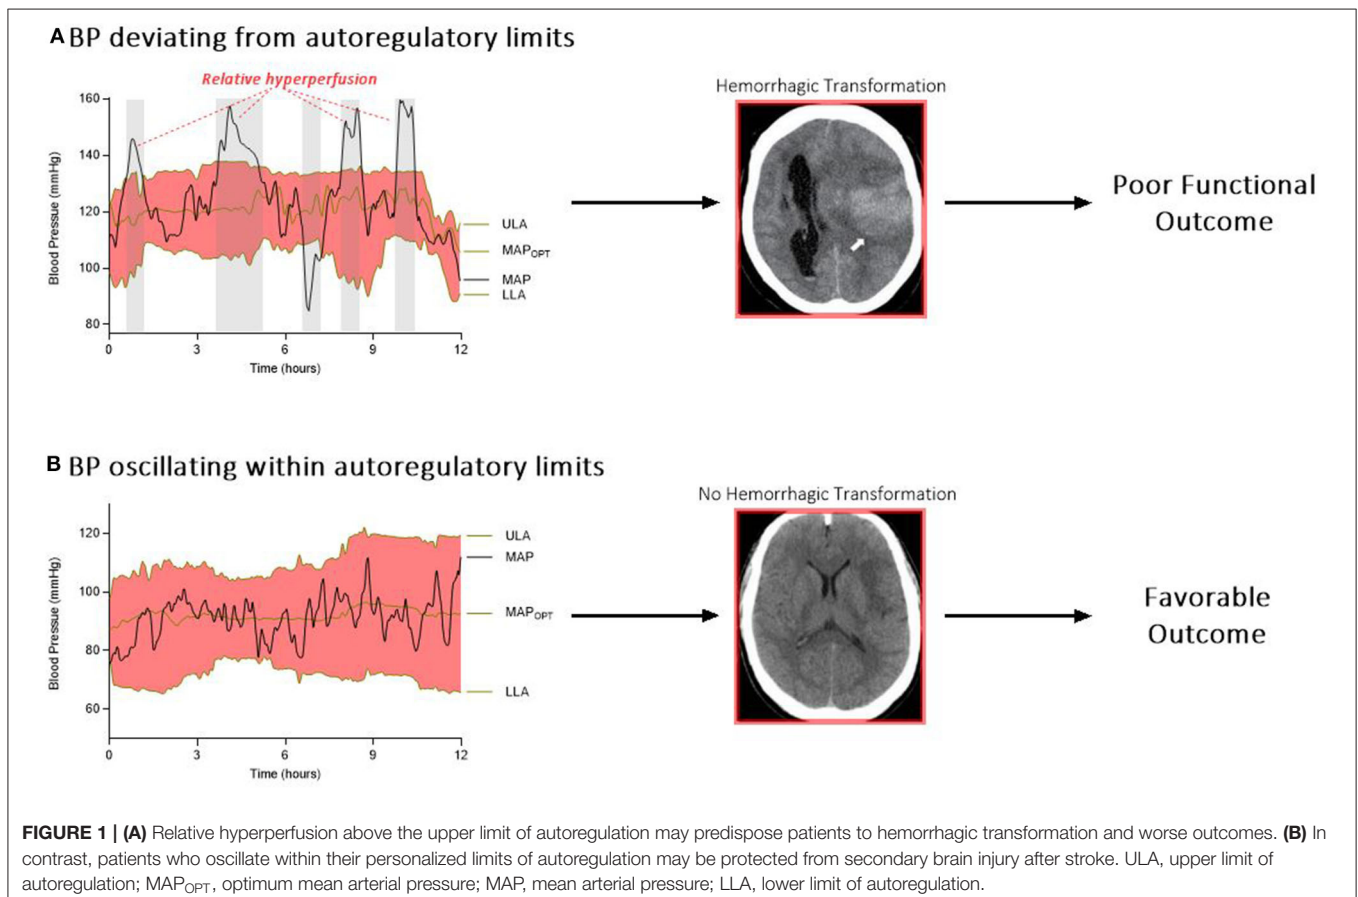 A BP deviating from autoregulatory limits
Relative hyperperfusion
160
140
120
100
80
Blood Pressue (mmHg)
0 3 6 9 12
Time (hours)
ULA
MAPOPT
MAP
LLA
Hemorrhagic Transformation
Poor Functional
Outcome
B BP oscillating within autoregulatory limits
120
100
80
60
Blood Pressue (mmHg)
0 3 6 9 12
Time (hours)
ULA
MAP
MAPOPT
LLA
No Hemorrhagic Transformation
Favorable
Outcome
FIGURE 1 | (A) Relative hyperperfusion above the upper limit of autoregulation may predispose patients to hemorrhagic transformation and worse outcomes. (B) In
contrast, patients who oscillate within their personalized limits of autoregulation may be protected from secondary brain injury after stroke. ULA, upper limit of
autoregulation; MAPOPT, optimum mean arterial pressure; MAP, mean arterial pressure; LLA, lower limit of autoregulation.